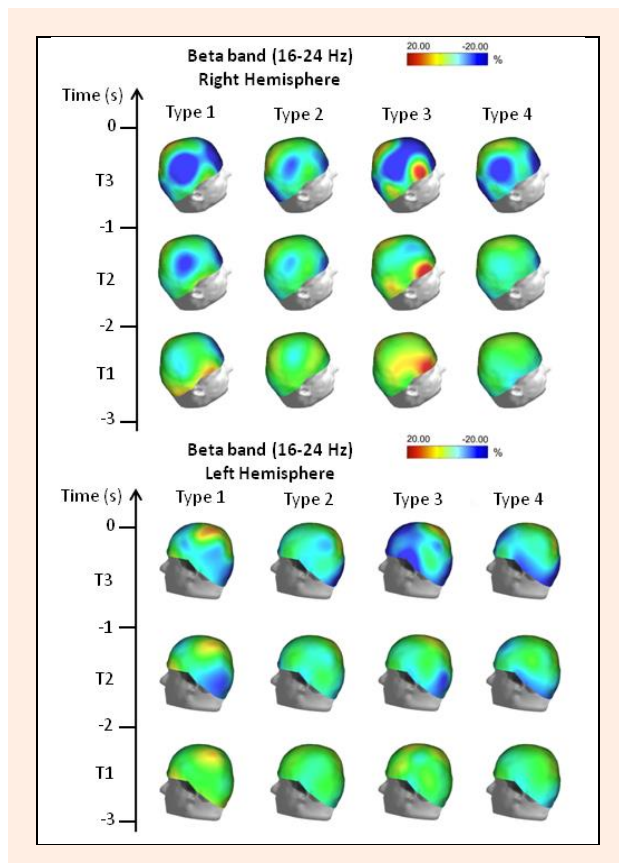 Beta band (16-24 Hz)
Right Hemisphere
20.00 -20.00
%
Time (s)
Type 1 Type 2 Type 3 Type 4
0
T3
-1
T2
-2
T1
-3
Beta band (16-24 Hz)
Left Hemisphere
20.00 -20.00
%
Time (s)
Type 1 Type 2 Type 3 Type 4
0
T3
-1
T2
-2
T1
-3